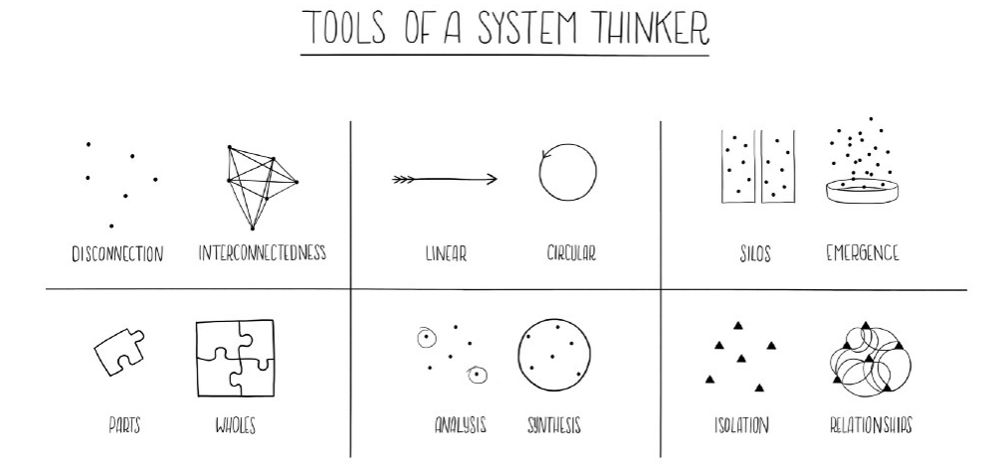 TOOLS OF A SYSTEM THINKER
DISCONNECTION INTERCONNECTEDNESS LINEAR CIRCULAR SILOS EMERGENCE
PARTS WHOLES ANALYSIS SYNTHESIS ISOLATION RELATIONSHIPS